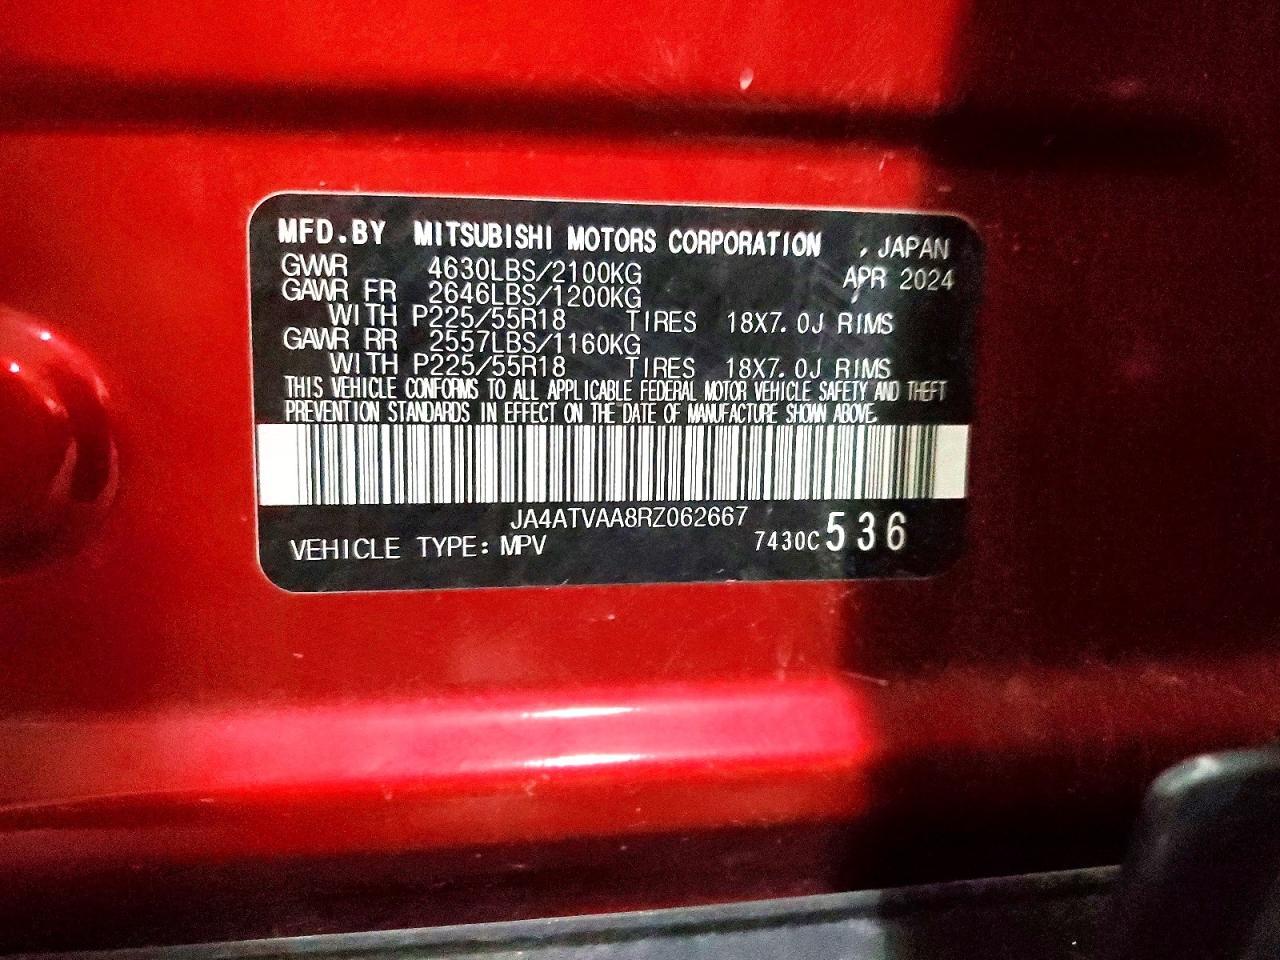 MFD.BY MITSUBISHI MOTORS CORPORATION , JAPAN
GVWR 4630LBS/2100KG APR 2024
GAWR FR 2646LBS/1200KG
WITH P225/55R18 TIRES 18X7.0J RIMS
GAWR RR 2557LBS/1160KG
WITH P225/55R18 TIRES 18X7.0J RIMS
THIS VEHICLE CONFORMS TO ALL APPLICABLE FEDERAL MOTOR VEHICLE SAFETY AND THEFT
PREVENTION STANDARDS IN EFFECT ON THE DATE OF MANUFACTURE SHOWN ABOVE.
JA4ATVAA8RZ062667
VEHICLE TYPE: MPV 7430C 536